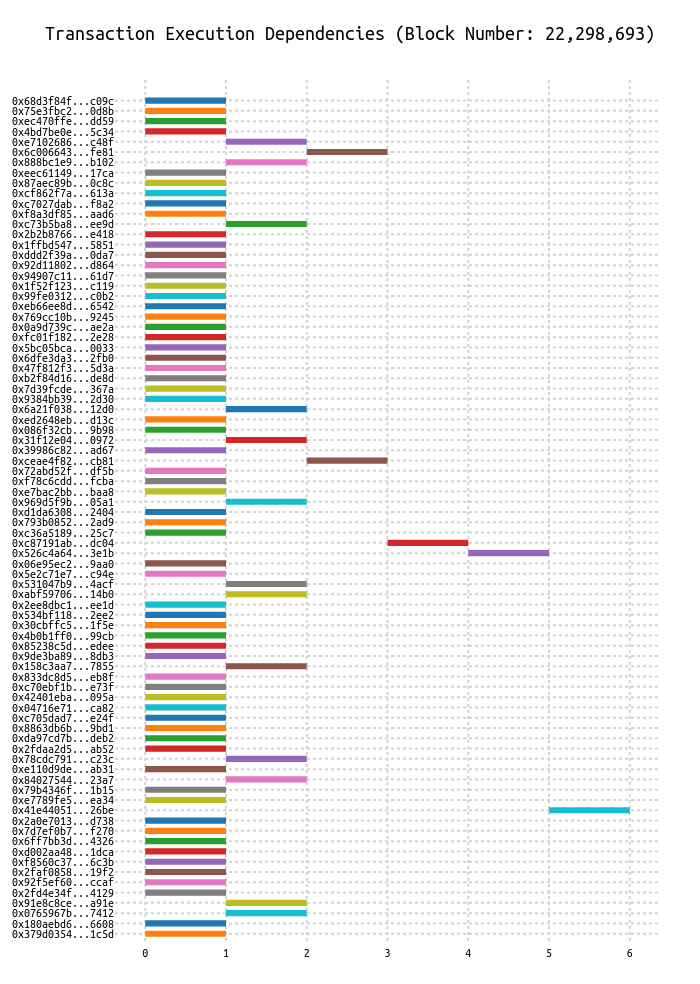 Transaction Execution Dependencies (Block Number: 22,298,693)
0x68d3f84f...c09c
0x75e3fbc2...0d8b
0xec470ffe...dd59
0x4bd7be0e...5c34
0xe7102686...c48f
0x6c006643...fe81
0x888bc1e9...b102
0xeec61149...17ca
0x87aec89b...0c8c
0xcf862f7a...613a
0xc7027dab...f8a2
0xf8a3df85...aad6
0xc73b5ba8...ee9d
0x2b2b8766...e418
0x1ffbd547...5851
0xddd2f39a...0da7
0x92d11802...d864
0x94907c11...61d7
0x1f52f123...c119
0x99fe0312...c0b2
0xeb66ee8d...6542
0x769cc10b...9245
0x0a9d739c...ae2a
0xfc01f182...2e28
0x5bc05bca...0033
0x6dfe3da3...2fb0
0x47f812f3...5d3a
0xb2f84d16...de8d
0x7d39fcde...367a
0x9384bb39...2d30
0x6a21f038...12d0
0xed2648eb...d13c
0x086f32cb...9b98
0x31f12e04...0972
0x39986c82...ad67
0xceae4f82...cb81
0x72abd52f...df5b
0xf78c6cdd...fcba
0xe7bac2bb...baa8
0x969d5f9b...05a1
0xd1da6308...2404
0x793b0852...2ad9
0xc36a5189...25c7
0xc87191ab...dc04
0x526c4a64...3e1b
0x06e95ec2...9aa0
0x5e2c71e7...c94e
0x531047b9...4acf
0xabf59706...14b0
0x2ee8dbc1...ee1d
0x534bf118...2ee2
0x30cbffc5...1f5e
0x4b0b1ff0...99cb
0x85238c5d...edee
0x9de3ba89...8db3
0x158c3aa7...7855
0x833dc8d5...eb8f
0xc70ebf1b...e73f
0x42401eba...095a
0x04716e71...ca82
0xc705dad7...e24f
0x8863db6b...9bd1
0xda97cd7b...deb2
0x2fdaa2d5...ab52
0x78cdc791...c23c
0xe110d9de...ab31
0x84027544...23a7
0x79b4346f...1b15
0xe7789fe5...ea34
0x41e44051...26be
0x2a0e7013...d738
0x7d7ef0b7...f270
0x6ff7bb3d...4326
0xd002aa48...1dca
0xf8560c37...6c3b
0x2faf0858...19f2
0x92f5ef60...ccaf
0x2fd4e34f...4129
0x91e8c8ce...a91e
0x0765967b...7412
0x180aebd6...6608
0x379d0354...1c5d
0 1 2 3 4 5 6